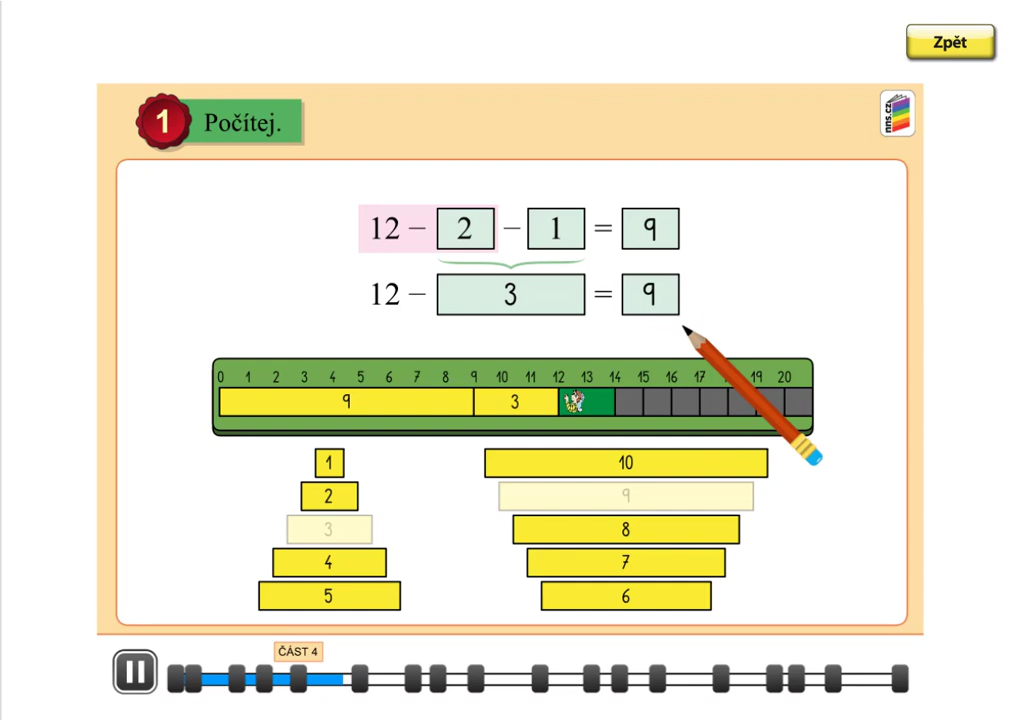 Zpět
1 Počítej.
nns.cz
12 − 2 − 1 = 9
12 − 3 = 9
0 1 2 3 4 5 6 7 8 9 10 11 12 13 14 15 16 17 19 20
9 3
1 10
2 9
3 8
4 7
5 6
ČÁST 4